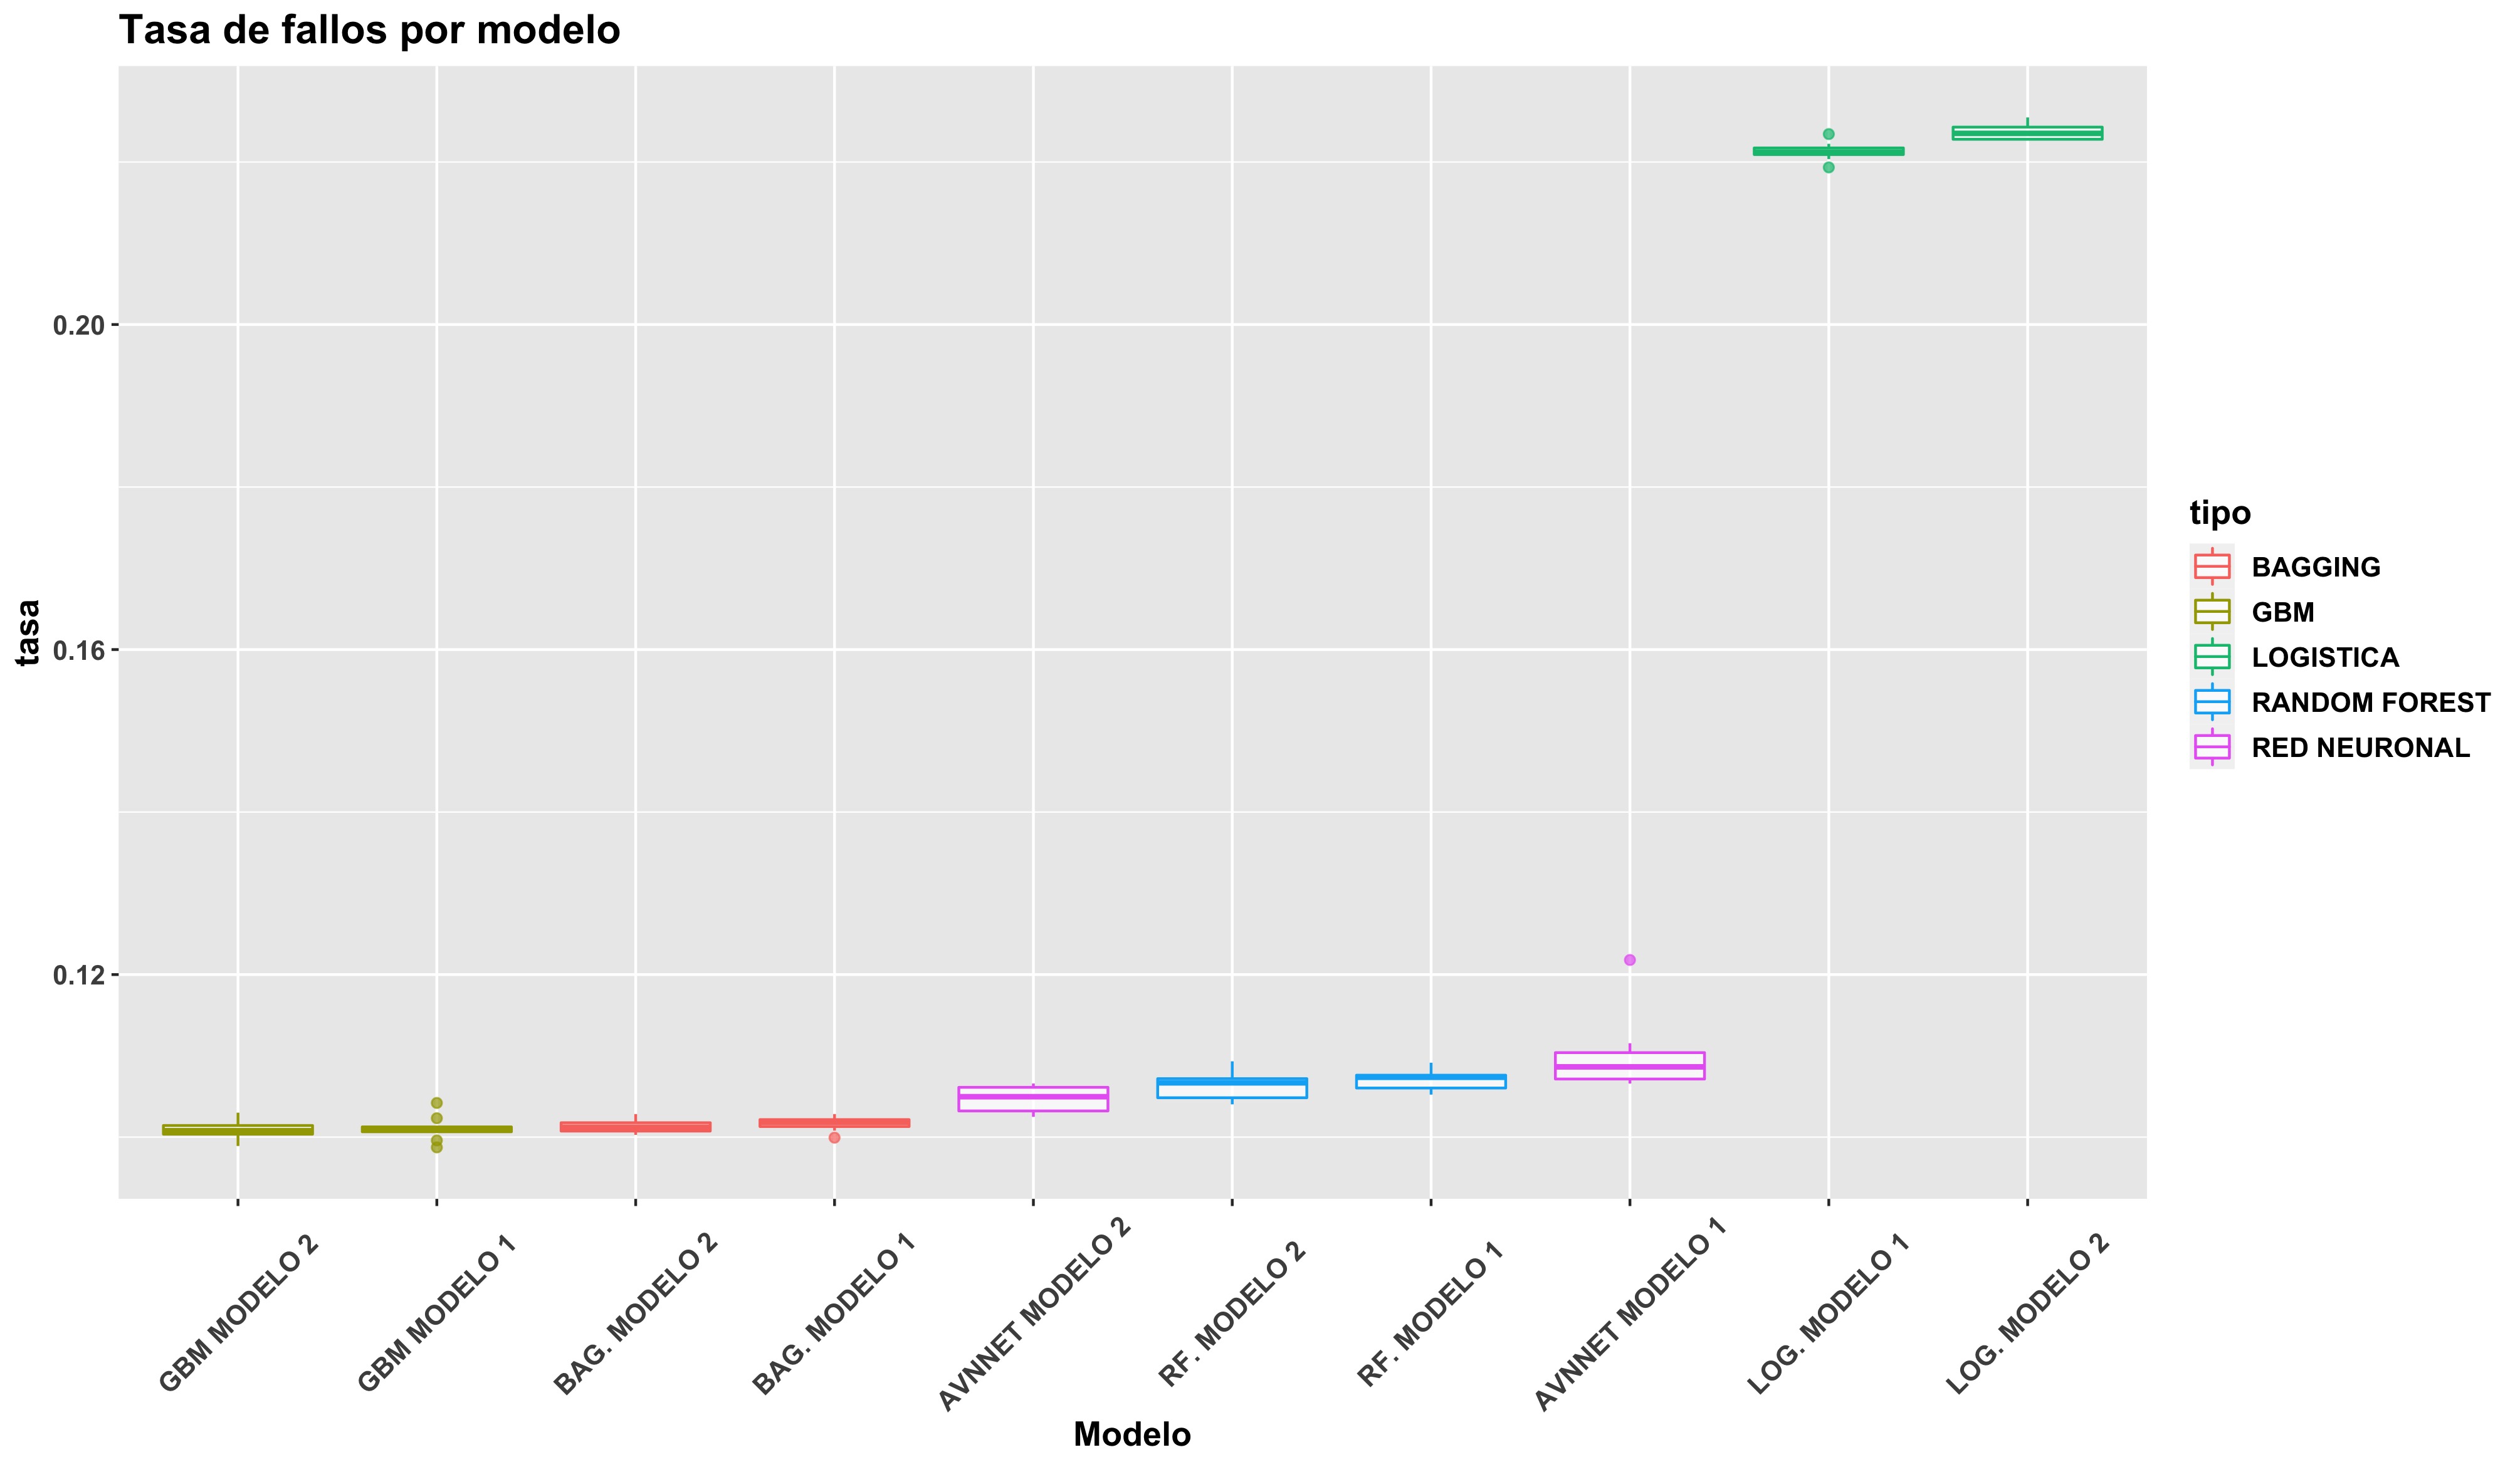 Tasa de fallos por modelo
tasa
0.20
0.16
0.12
GBM MODELO 2
GBM MODELO 1
BAG. MODELO 2
BAG. MODELO 1
AVNNET MODELO 2
RF. MODELO 2
RF. MODELO 1
AVNNET MODELO 1
LOG. MODELO 1
LOG. MODELO 2
Modelo
tipo
BAGGING
GBM
LOGISTICA
RANDOM FOREST
RED NEURONAL